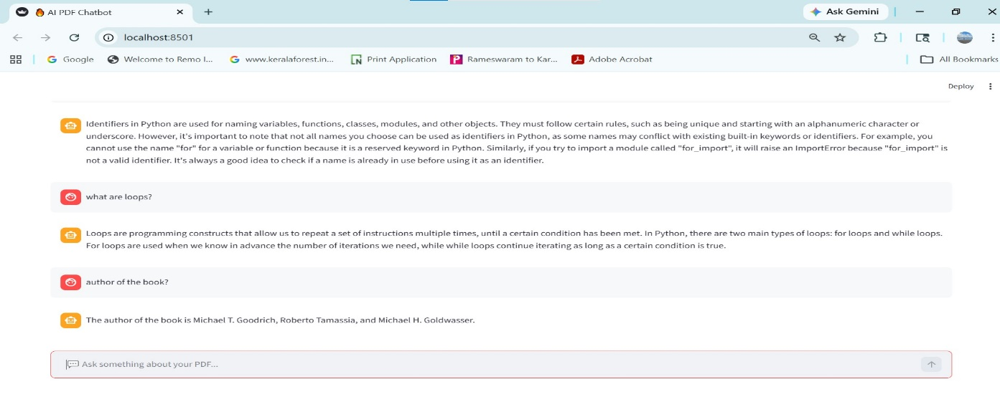 AI PDF Chatbot
Ask Gemini
localhost:8501
Google
Welcome to Remo I...
www.keralaforest.in...
Print Application
Rameswaram to Kar...
Adobe Acrobat
All Bookmarks
Deploy
Identifiers in Python are used for naming variables, functions, classes, modules, and other objects. They must follow certain rules, such as being unique and starting with an alphanumeric character or
underscore. However, it's important to note that not all names you choose can be used as identifiers in Python, as some names may conflict with existing built-in keywords or identifiers. For example, you
cannot use the name "for" for a variable or function because it is a reserved keyword in Python. Similarly, if you try to import a module called "for_import", it will raise an ImportError because "for_import" is
not a valid identifier. It's always a good idea to check if a name is already in use before using it as an identifier.
what are loops?
Loops are programming constructs that allow us to repeat a set of instructions multiple times, until a certain condition has been met. In Python, there are two main types of loops: for loops and while loops.
For loops are used when we know in advance the number of iterations we need, while while loops continue iterating as long as a certain condition is true.
author of the book?
The author of the book is Michael T. Goodrich, Roberto Tamassia, and Michael H. Goldwasser.
Ask something about your PDF...